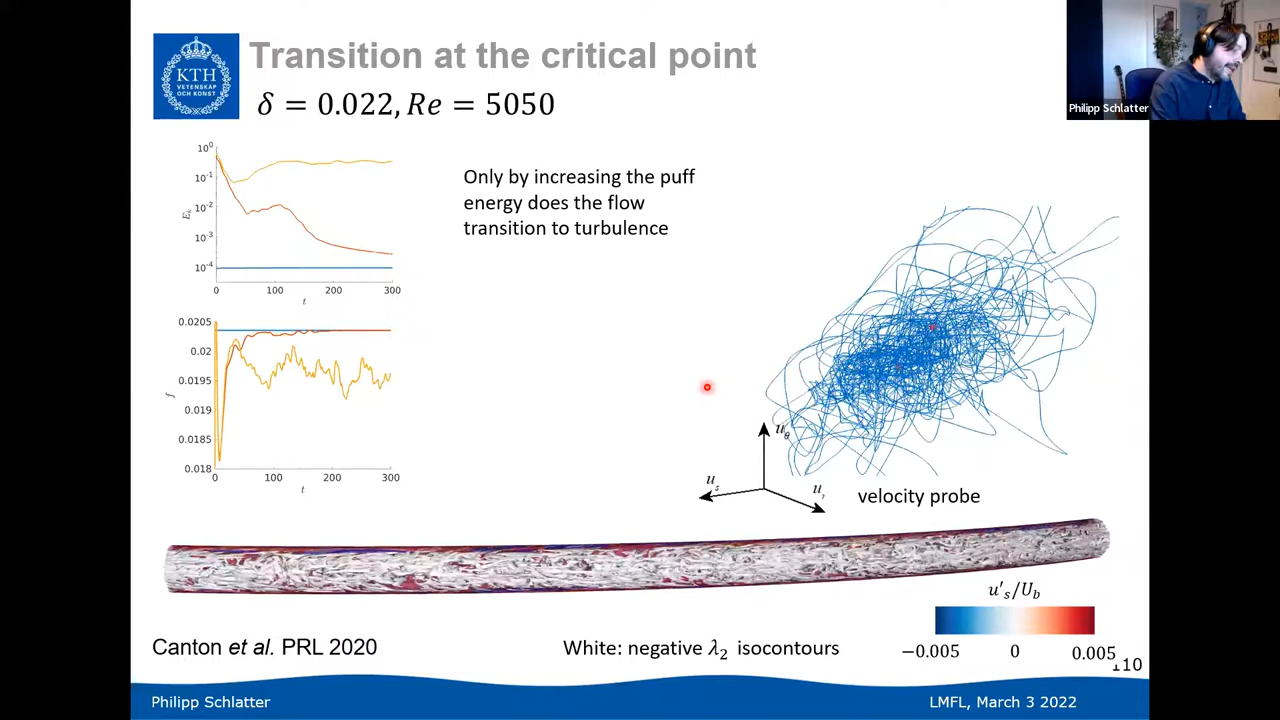 Transition at the critical point
δ = 0.022, Re = 5050
KTH
VETENSKAP
OCH KONST
Philipp Schlatter
10⁰
10⁻¹
10⁻²
10⁻³
10⁻⁴
0
100
200
300
t
Only by increasing the puff
energy does the flow
transition to turbulence
0.0205
0.02
0.0195
0.019
0.0185
0.018
f
0
100
200
300
t
u_θ
u_s
u_r
velocity probe
u'_s/U_b
−0.005
0
0.005
Canton et al. PRL 2020
White: negative λ₂ isocontours
110
Philipp Schlatter
LMFL, March 3 2022